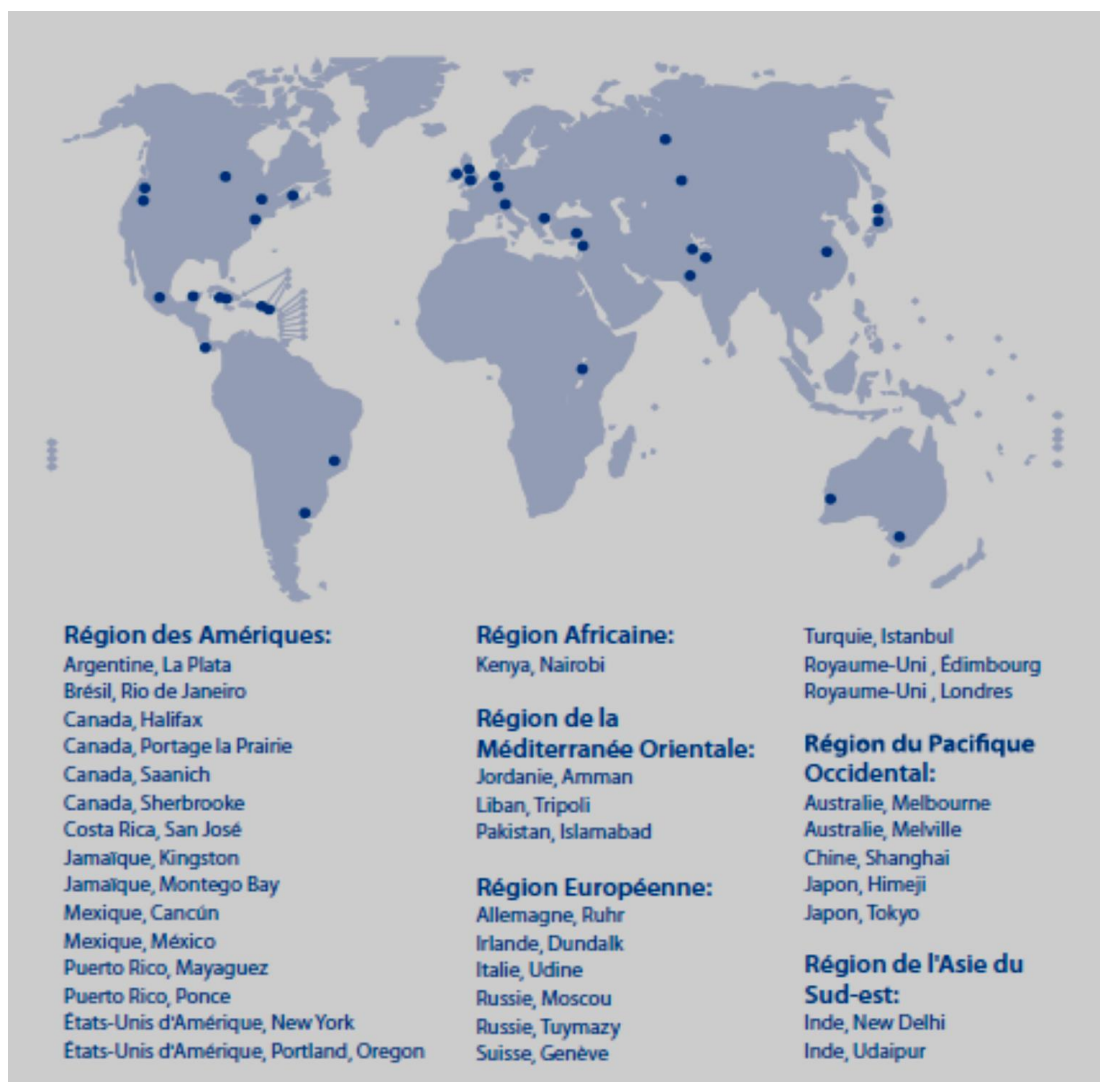 Région des Amériques:
Argentine, La Plata
Brésil, Rio de Janeiro
Canada, Halifax
Canada, Portage la Prairie
Canada, Saanich
Canada, Sherbrooke
Costa Rica, San José
Jamaïque, Kingston
Jamaïque, Montego Bay
Mexique, Cancún
Mexique, México
Puerto Rico, Mayaguez
Puerto Rico, Ponce
États-Unis d'Amérique, New York
États-Unis d'Amérique, Portland, Oregon
Région Africaine:
Kenya, Nairobi
Région de la
Méditerranée Orientale:
Jordanie, Amman
Liban, Tripoli
Pakistan, Islamabad
Région Européenne:
Allemagne, Ruhr
Irlande, Dundalk
Italie, Udine
Russie, Moscou
Russie, Tuymazy
Suisse, Genève
Turquie, Istanbul
Royaume-Uni , Édimbourg
Royaume-Uni , Londres
Région du Pacifique
Occidental:
Australie, Melbourne
Australie, Melville
Chine, Shanghai
Japon, Himeji
Japon, Tokyo
Région de l'Asie du
Sud-est:
Inde, New Delhi
Inde, Udaipur